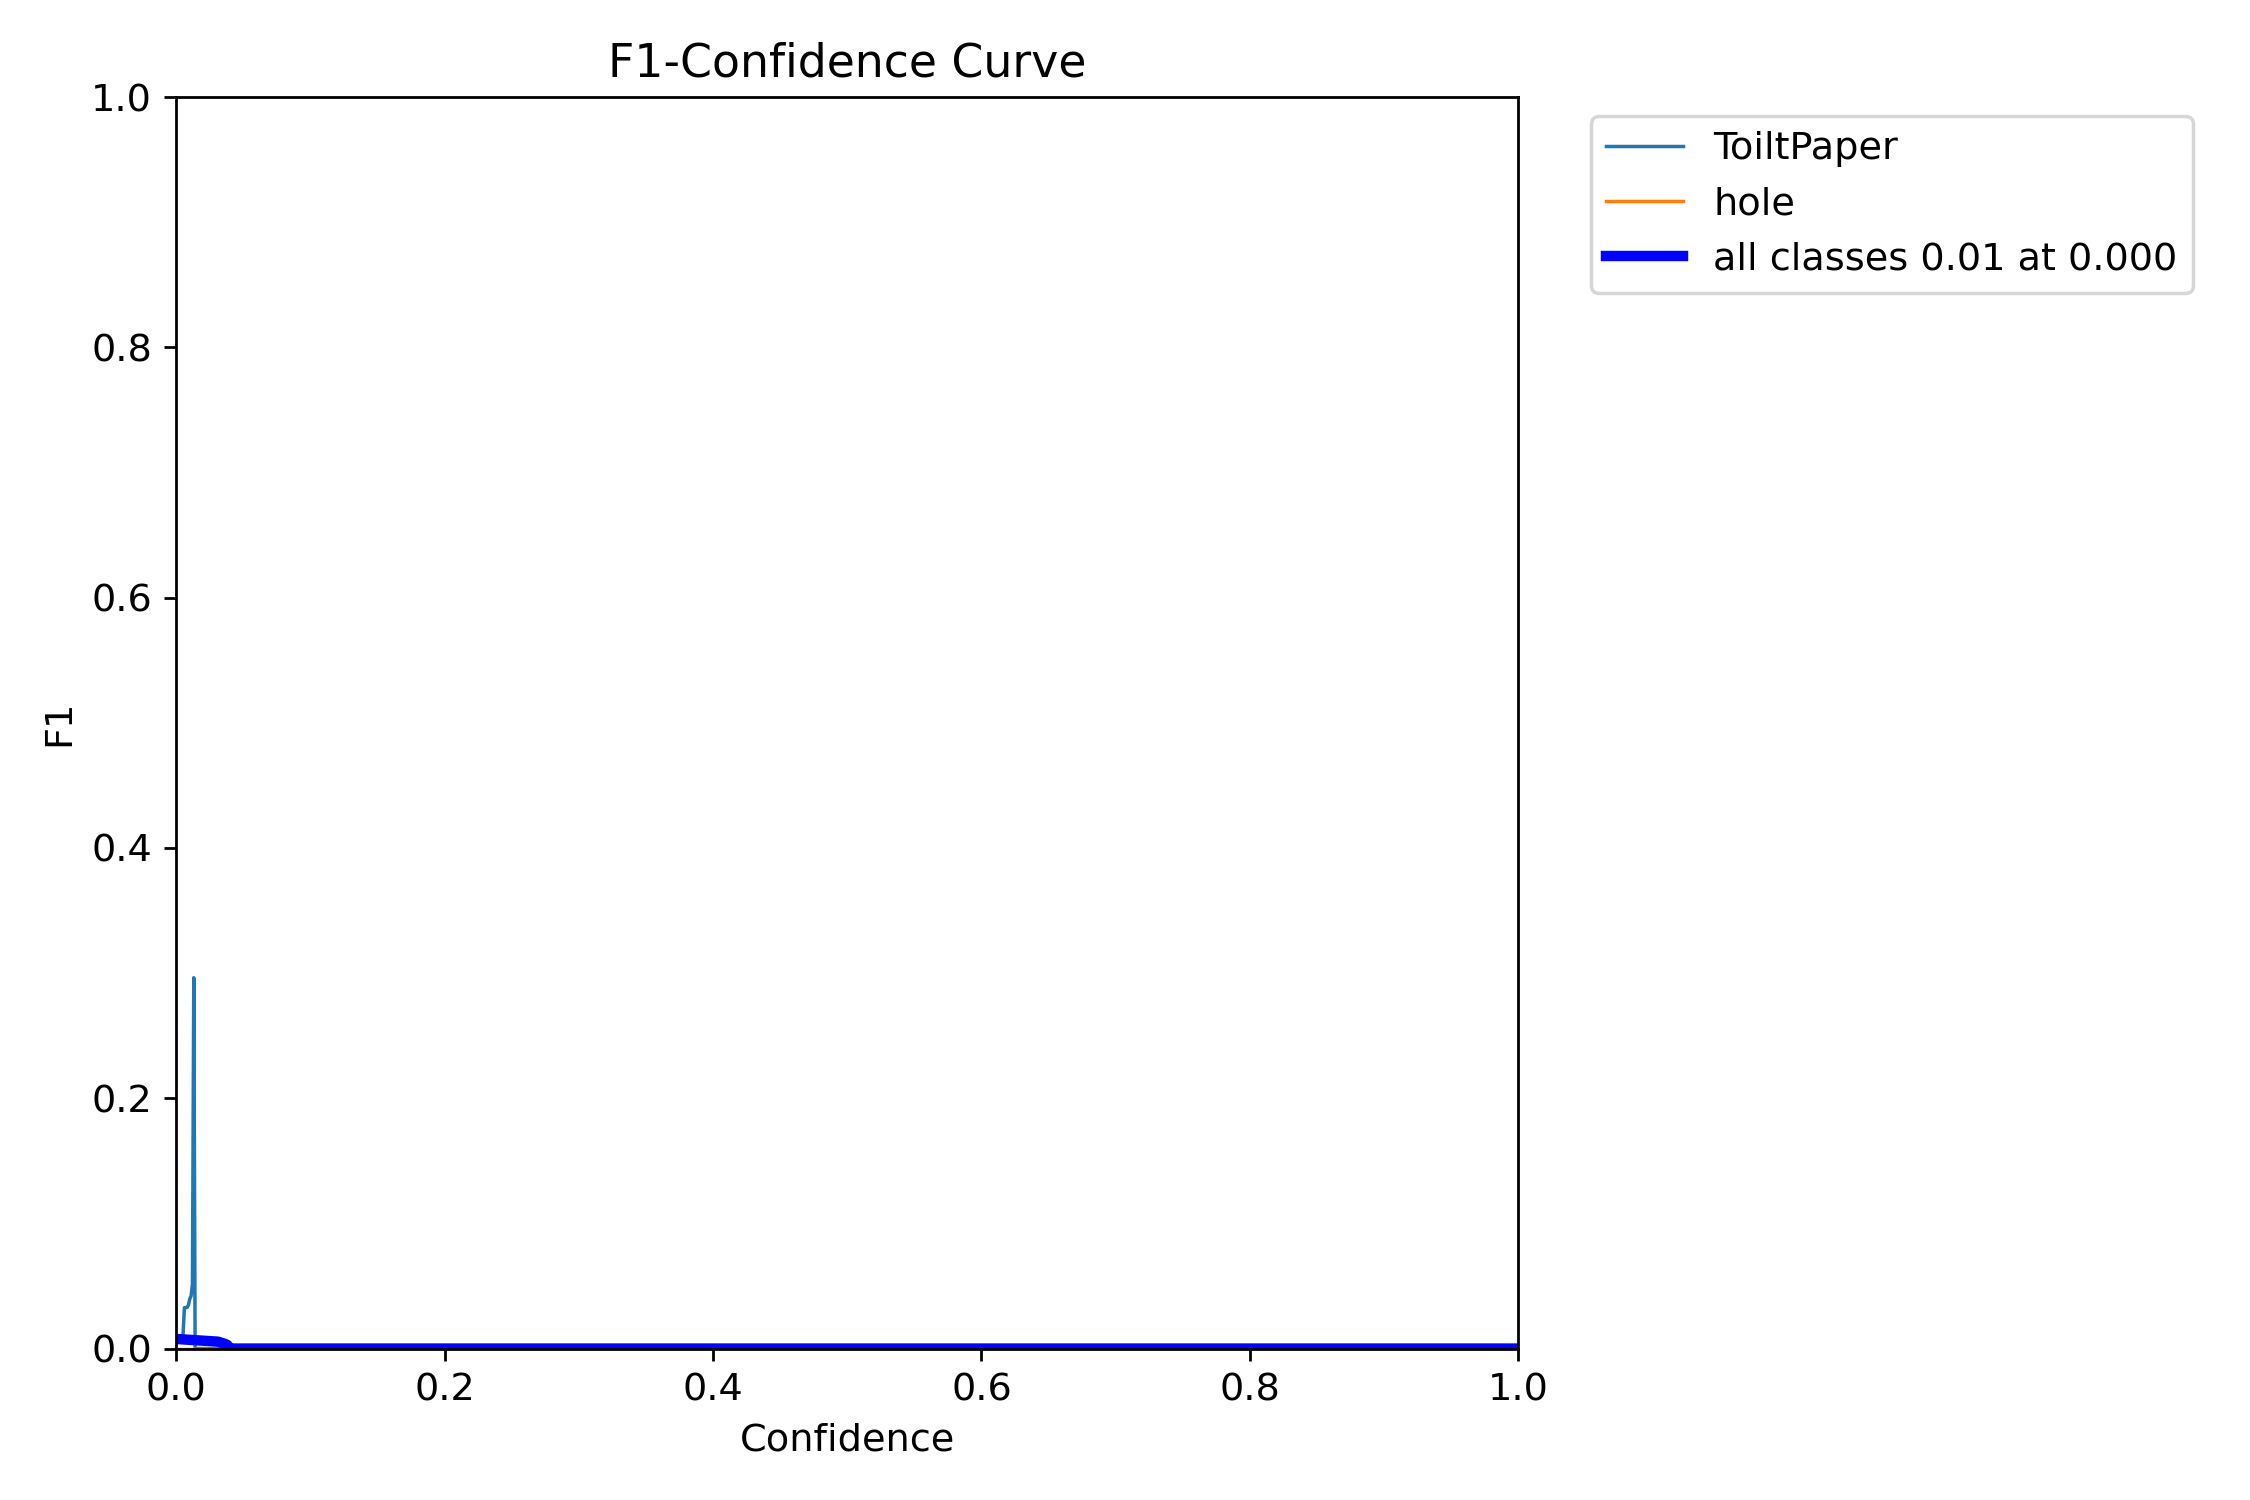 F1-Confidence Curve
1.0
0.8
0.6
0.4
0.2
0.0
F1
0.0 0.2 0.4 0.6 0.8 1.0
Confidence
ToiltPaper
hole
all classes 0.01 at 0.000